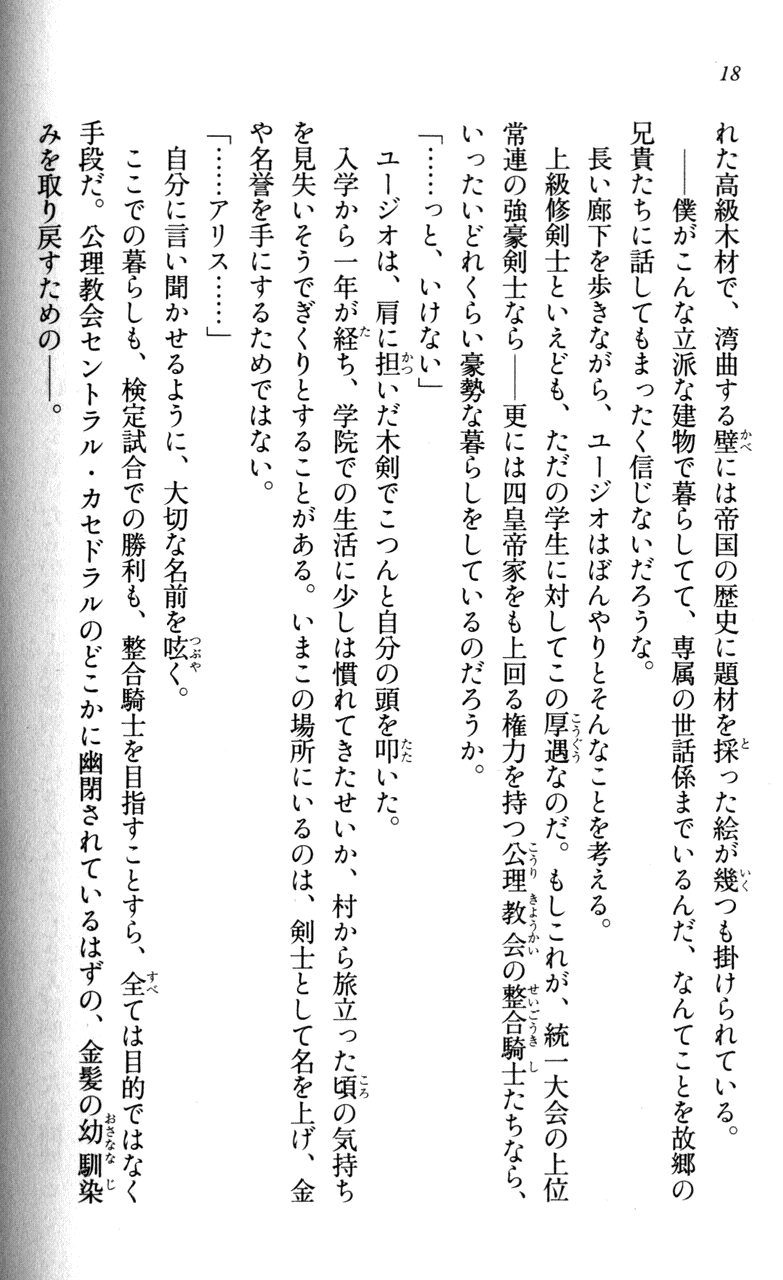 18
れた高級木材で、湾曲する壁には帝国の歴史に題材を採った絵が幾つも掛けられている。
――僕がこんな立派な建物で暮らしてて、専属の世話係までいるんだ、なんてことを故郷の
兄貴たちに話してもまったく信じないだろうな。
長い廊下を歩きながら、ユージオはぼんやりとそんなことを考える。
上級修剣士といえども、ただの学生に対してこの厚遇なのだ。もしこれが、統一大会の上位
常連の強豪剣士なら――更には四皇帝家をも上回る権力を持つ公理教会の整合騎士たちなら、
いったいどれくらい豪勢な暮らしをしているのだろうか。
「……っと、いけない」
ユージオは、肩に担いだ木剣でこつんと自分の頭を叩いた。
入学から一年が経ち、学院での生活に少しは慣れてきたせいか、村から旅立った頃の気持ち
を見失いそうでぎくりとすることがある。いまこの場所にいるのは、剣士として名を上げ、金
や名誉を手にするためではない。
「……アリス……」
自分に言い聞かせるように、大切な名前を呟く。
ここでの暮らしも、検定試合での勝利も、整合騎士を目指すことすら、全ては目的ではなく
手段だ。公理教会セントラル・カセドラルのどこかに幽閉されているはずの、金髪の幼馴染
みを取り戻すための――。